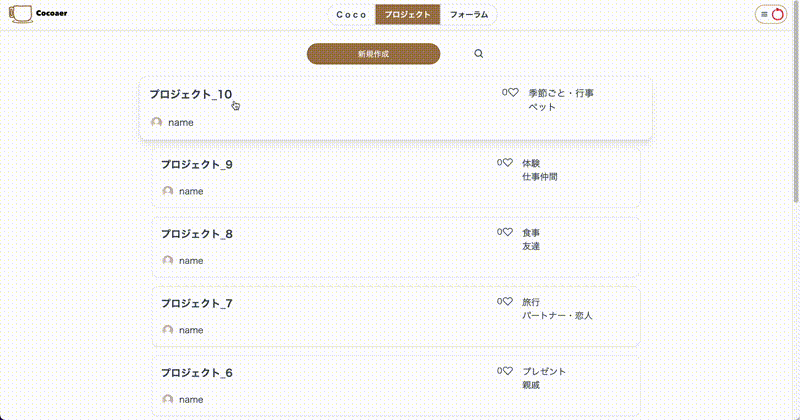 Cocoaer
Coco
プロジェクト
フォーラム
新規作成
プロジェクト_10
0
季節ごと・行事
ペット
name
プロジェクト_9
0
体験
仕事仲間
name
プロジェクト_8
0
食事
友達
name
プロジェクト_7
0
旅行
パートナー・恋人
name
プロジェクト_6
0
プレゼント
親戚
name